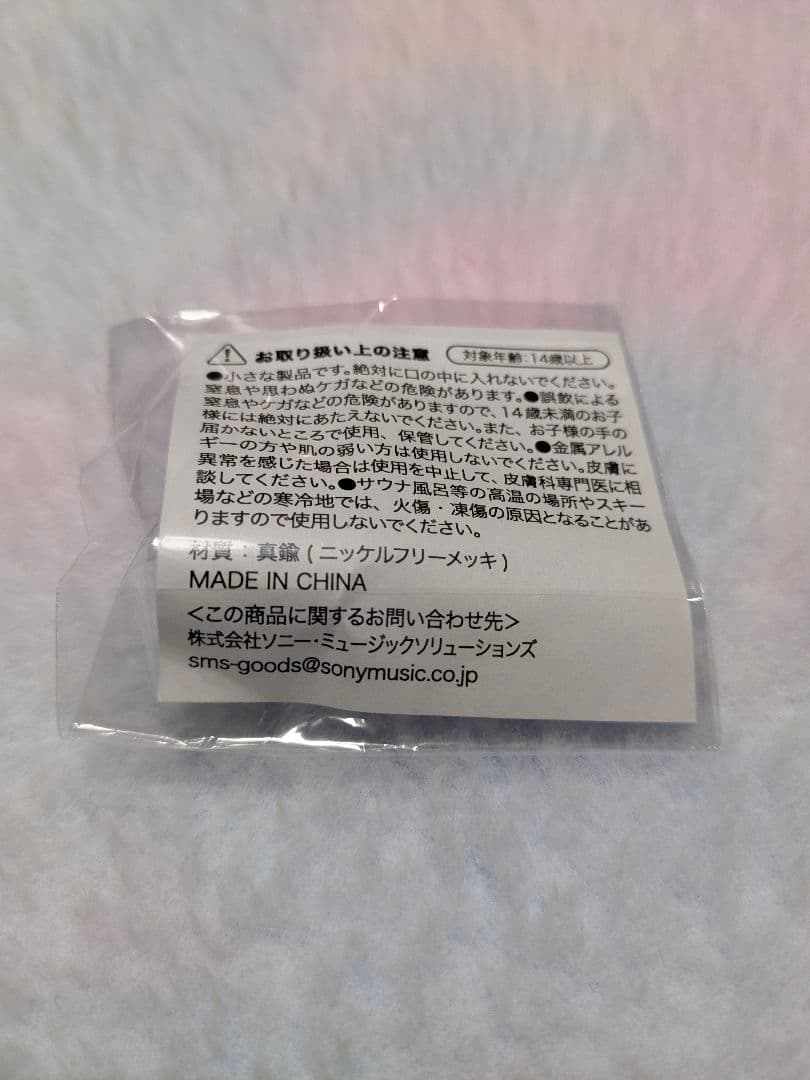 お取り扱い上の注意 対象年齢:14歳以上
●小さな製品です。絶対に口の中に入れないでください。
窒息や思わぬケガなどの危険があります。●誤飲による
窒息やケガなどの危険がありますので、14歳未満のお子
様には絶対にあたえないでください。また、お子様の手の
届かないところで使用、保管してください。●金属アレル
ギーの方や肌の弱い方は使用しないでください。皮膚に
異常を感じた場合は使用を中止して、皮膚科専門医に相
談してください。●サウナ風呂等の高温の場所やスキー
場などの寒冷地では、火傷・凍傷の原因となることがあ
りますので使用しないでください。
材質:真鍮(ニッケルフリーメッキ)
MADE IN CHINA
<この商品に関するお問い合わせ先>
株式会社ソニー・ミュージックソリューションズ
sms-goods@sonymusic.co.jp